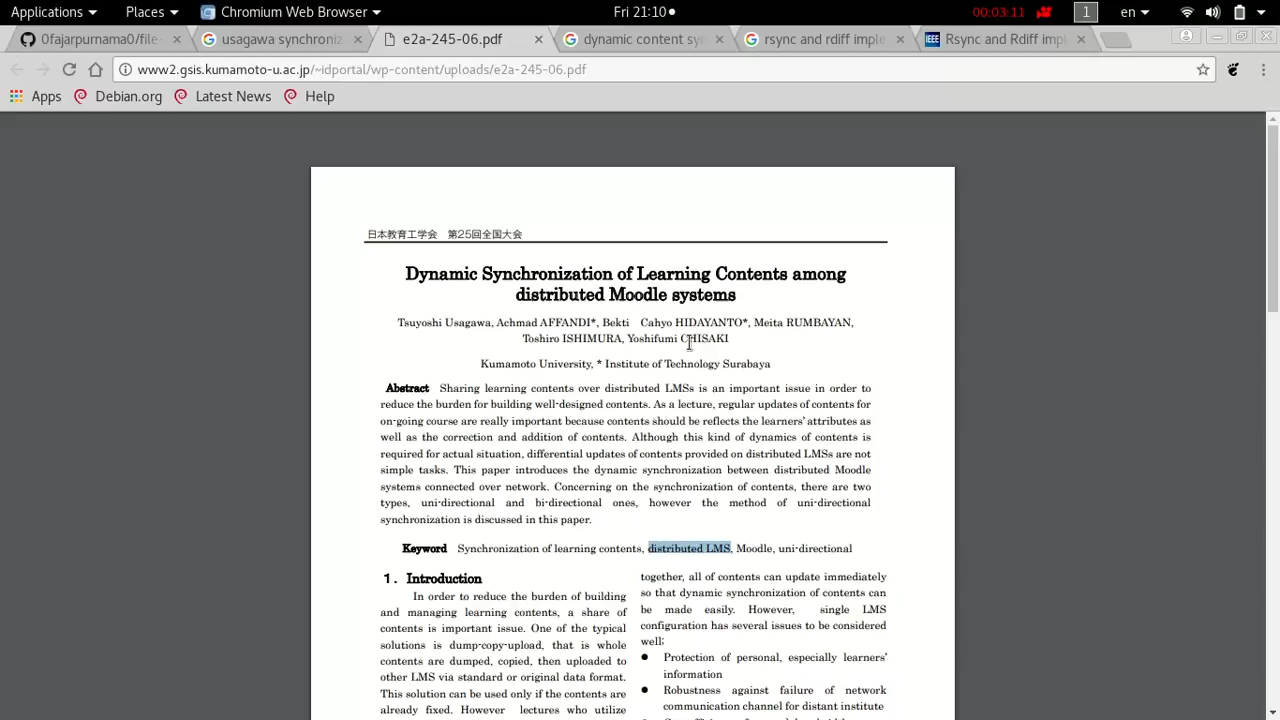 Applications Places Chromium Web Browser Fri 21:10 00:03:11 1 en
0fajarpurnama0/file- usagawa synchroniz e2a-245-06.pdf dynamic content sy rsync and rdiff imple IEEE Rsync and Rdiff imp
www2.gsis.kumamoto-u.ac.jp/~idportal/wp-content/uploads/e2a-245-06.pdf
Apps Debian.org Latest News Help
日本教育工学会 第25回全国大会
Dynamic Synchronization of Learning Contents among
distributed Moodle systems
Tsuyoshi Usagawa, Achmad AFFANDI*, Bekti Cahyo HIDAYANTO*, Meita RUMBAYAN,
Toshiro ISHIMURA, Yoshifumi CHISAKI
Kumamoto University, * Institute of Technology Surabaya
Abstract Sharing learning contents over distributed LMSs is an important issue in order to
reduce the burden for building well-designed contents. As a lecture, regular updates of contents for
on-going course are really important because contents should be reflects the learners' attributes as
well as the correction and addition of contents. Although this kind of dynamics of contents is
required for actual situation, differential updates of contents provided on distributed LMSs are not
simple tasks. This paper introduces the dynamic synchronization between distributed Moodle
systems connected over network. Concerning on the synchronization of contents, there are two
types, uni-directional and bi-directional ones, however the method of uni-directional
synchronization is discussed in this paper.
Keyword Synchronization of learning contents, distributed LMS, Moodle, uni-directional
1. Introduction
In order to reduce the burden of building
and managing learning contents, a share of
contents is important issue. One of the typical
solutions is dump-copy-upload, that is whole
contents are dumped, copied, then uploaded to
other LMS via standard or original data format.
This solution can be used only if the contents are
already fixed. However lectures who utilize
together, all of contents can update immediately
so that dynamic synchronization of contents can
be made easily. However, single LMS
configuration has several issues to be considered
well;
● Protection of personal, especially learners'
information
● Robustness against failure of network
communication channel for distant institute